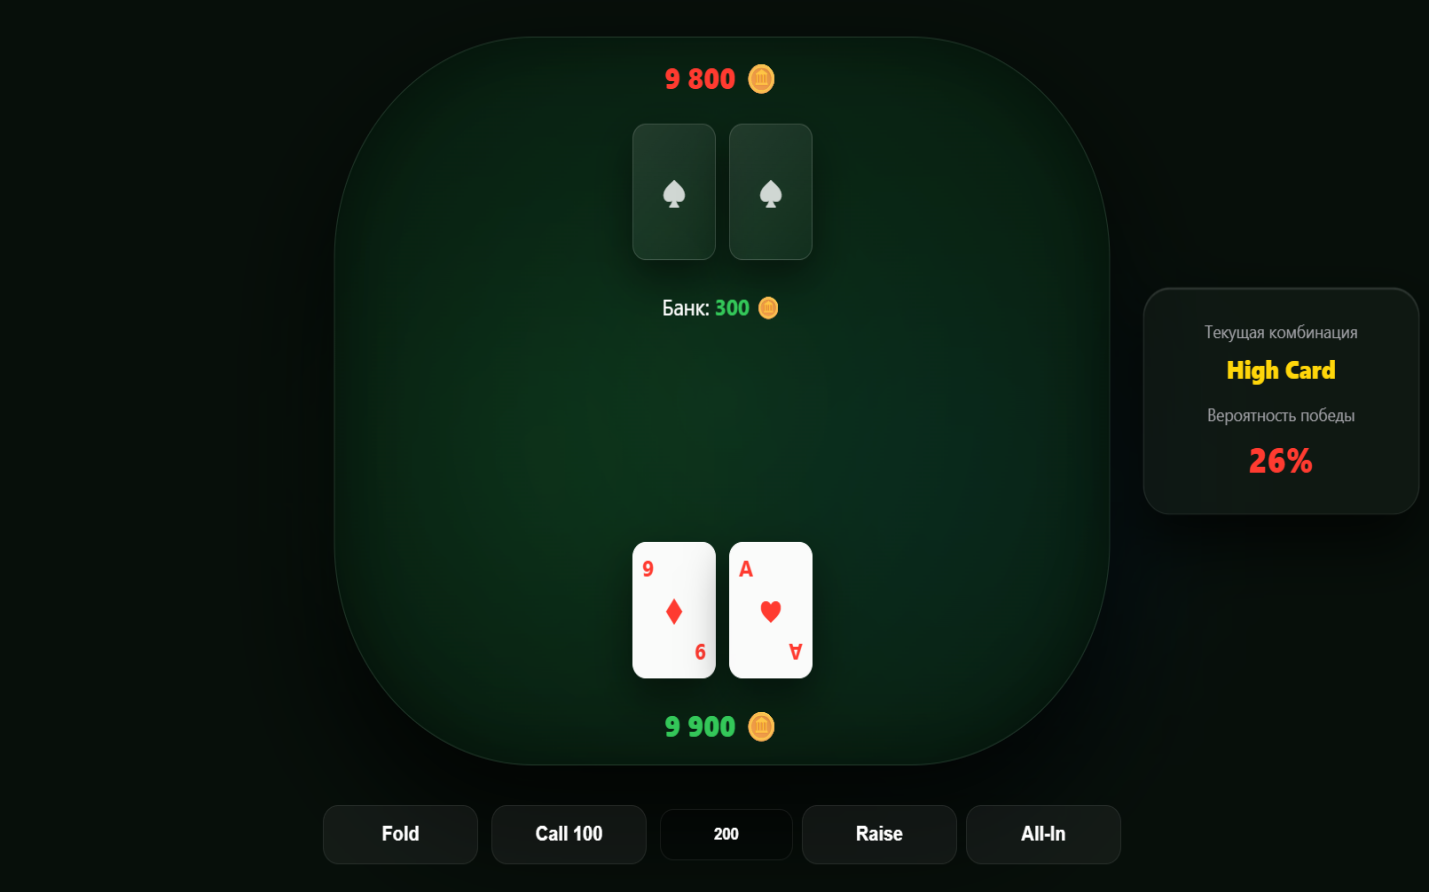 9 800
Банк: 300
Текущая комбинация
High Card
Вероятность победы
26%
9 A
9 A
9 900
Fold Call 100 200 Raise All-In